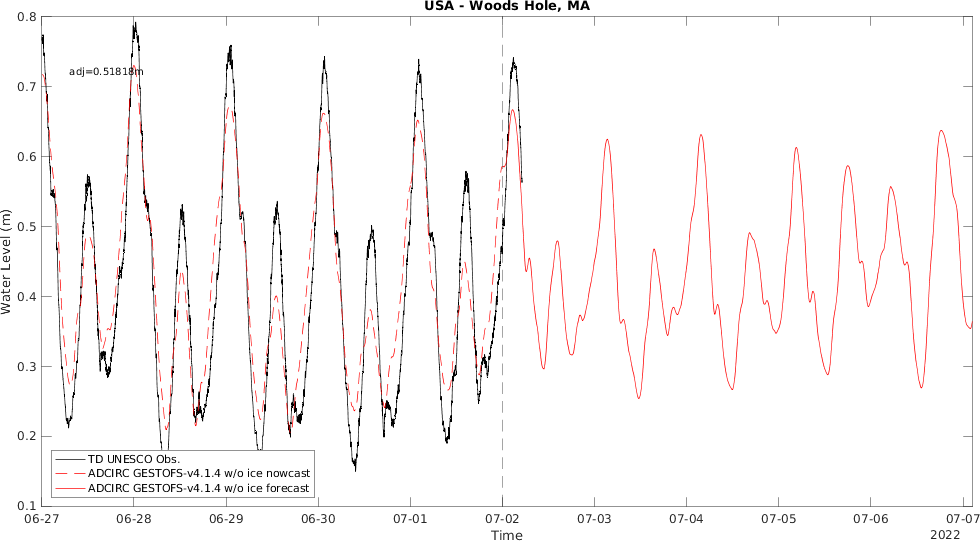 USA - Woods Hole, MA
0.8
adj=0.51818m
0.7
0.6
0.5
0.4
0.3
0.2
0.1
Water Level (m)
TD UNESCO Obs.
ADCIRC GESTOFS-v4.1.4 w/o ice nowcast
ADCIRC GESTOFS-v4.1.4 w/o ice forecast
06-27 06-28 06-29 06-30 07-01 07-02 07-03 07-04 07-05 07-06 07-07
Time
2022